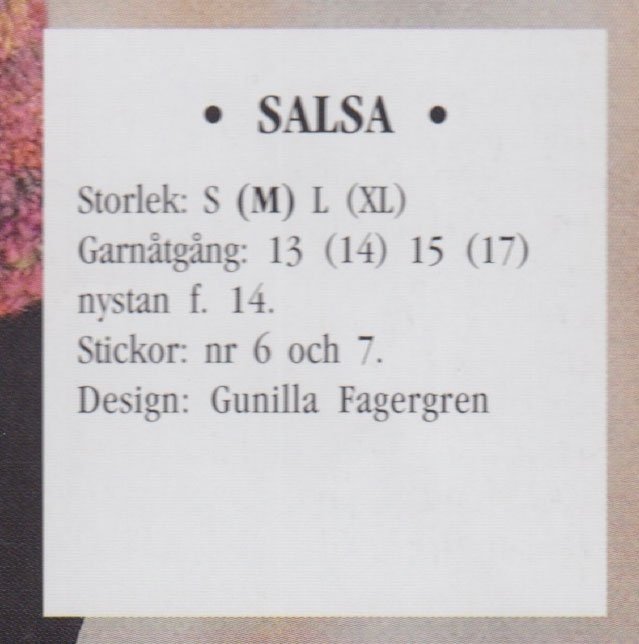 • SALSA •
Storlek: S (M) L (XL)
Garnåtgång: 13 (14) 15 (17)
nystan f. 14.
Stickor: nr 6 och 7.
Design: Gunilla Fagergren